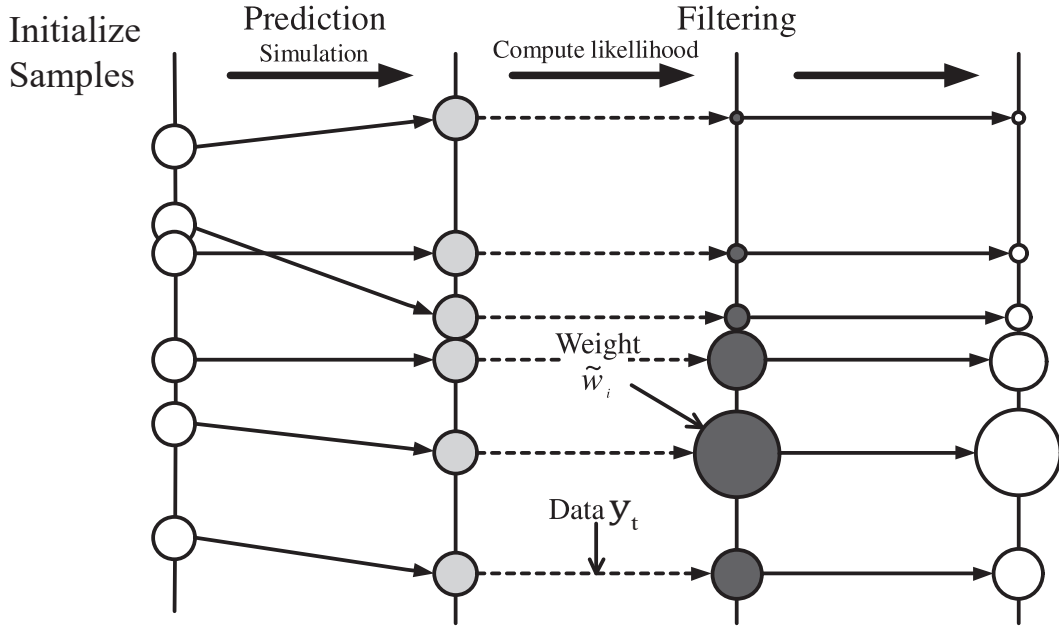 Initialize
Samples
Prediction
Simulation
Filtering
Compute likellihood
Weight
w̃ᵢ
Data yₜ